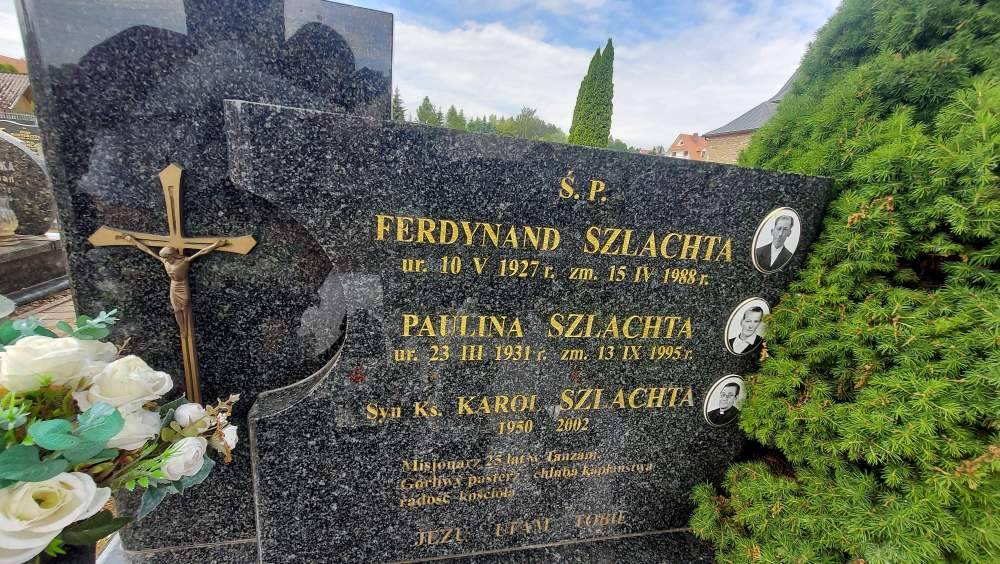 Ś. P.
FERDYNAND SZLACHTA
ur. 10 V 1927 r. zm. 15 IV 1988 r.
PAULINA SZLACHTA
ur. 23 III 1931 r. zm. 13 IX 1995 r.
Syn Ks. KAROL SZLACHTA
1950 2002
Misjonarz 25 lat w Tanzani
Gorliwy pasterz chluba kapłaństwa
radość kościoła
JEZU UFAM TOBIE